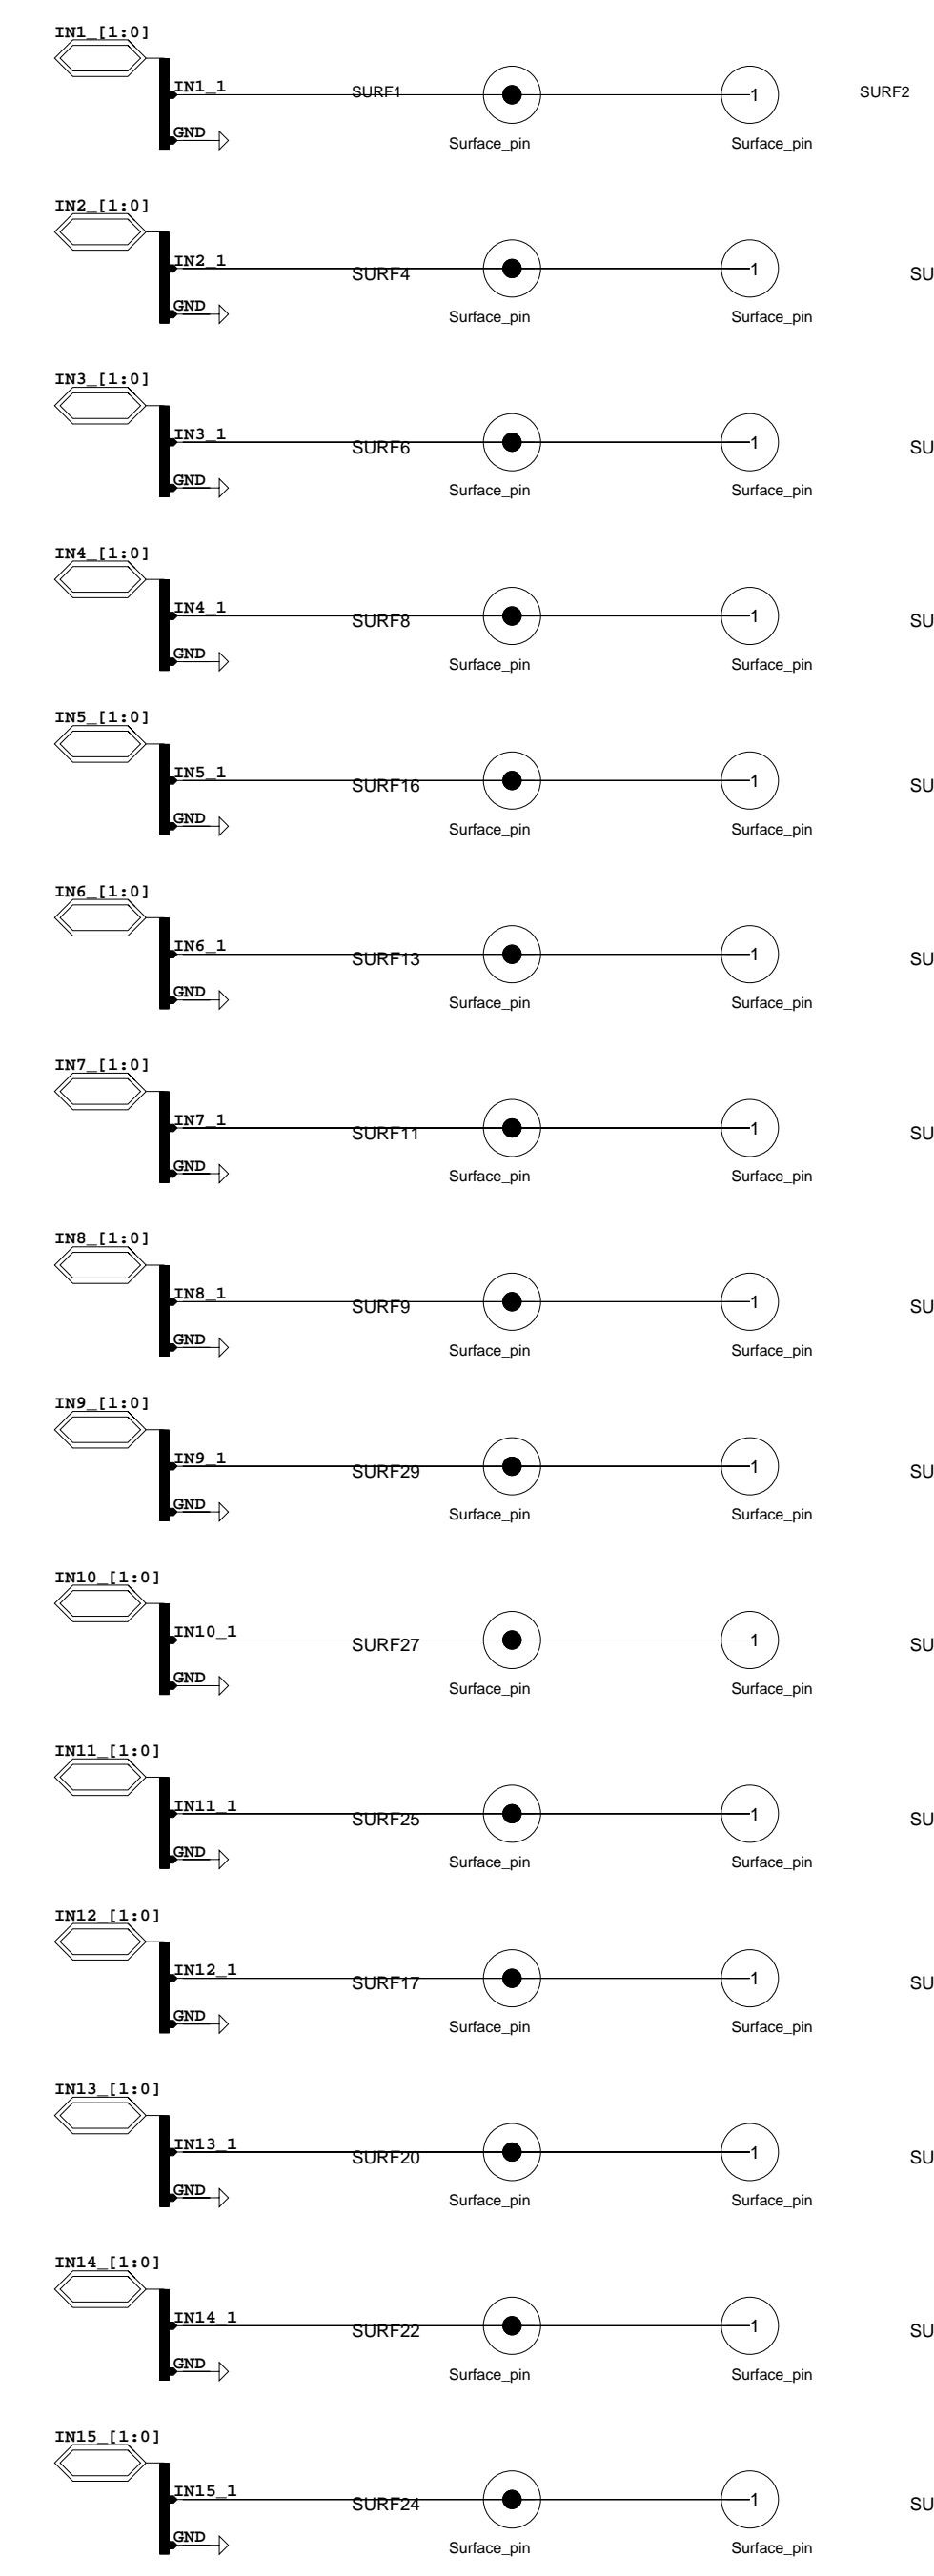 IN1_[1:0]
IN1_1 SURF1 1 SURF2
GND Surface_pin Surface_pin
IN2_[1:0]
IN2_1 SURF4 1 SU
GND Surface_pin Surface_pin
IN3_[1:0]
IN3_1 SURF6 1 SU
GND Surface_pin Surface_pin
IN4_[1:0]
IN4_1 SURF8 1 SU
GND Surface_pin Surface_pin
IN5_[1:0]
IN5_1 SURF16 1 SU
GND Surface_pin Surface_pin
IN6_[1:0]
IN6_1 SURF13 1 SU
GND Surface_pin Surface_pin
IN7_[1:0]
IN7_1 SURF11 1 SU
GND Surface_pin Surface_pin
IN8_[1:0]
IN8_1 SURF9 1 SU
GND Surface_pin Surface_pin
IN9_[1:0]
IN9_1 SURF29 1 SU
GND Surface_pin Surface_pin
IN10_[1:0]
IN10_1 SURF27 1 SU
GND Surface_pin Surface_pin
IN11_[1:0]
IN11_1 SURF25 1 SU
GND Surface_pin Surface_pin
IN12_[1:0]
IN12_1 SURF17 1 SU
GND Surface_pin Surface_pin
IN13_[1:0]
IN13_1 SURF20 1 SU
GND Surface_pin Surface_pin
IN14_[1:0]
IN14_1 SURF22 1 SU
GND Surface_pin Surface_pin
IN15_[1:0]
IN15_1 SURF24 1 SU
GND Surface_pin Surface_pin